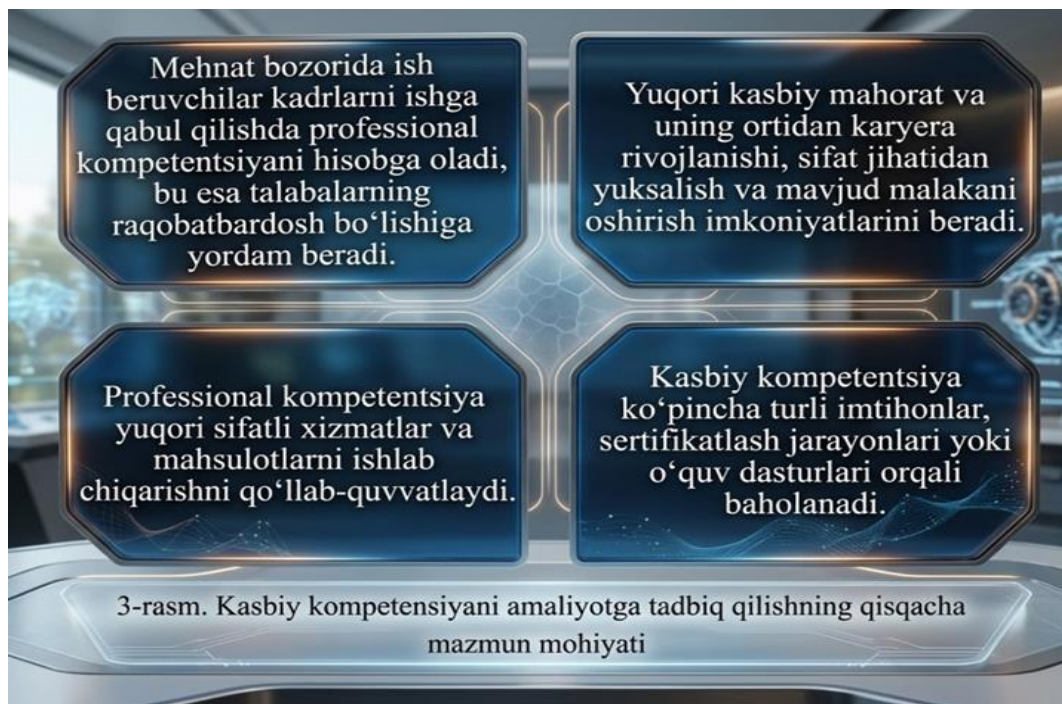 Mehnat bozorida ish
beruvchilar kadrlarni ishga
qabul qilishda professional
kompetentsiyani hisobga oladi,
bu esa talabalarning
raqobatbardosh bo‘lishiga
yordam beradi.
Yuqori kasbiy mahorat va
uning ortidan karyera
rivojlanishi, sifat jihatidan
yuksalish va mavjud malakani
oshirish imkoniyatlarini beradi.
Professional kompetentsiya
yuqori sifatli xizmatlar va
mahsulotlarni ishlab
chiqarishni qo‘llab-quvvatlaydi.
Kasbiy kompetentsiya
ko‘pincha turli imtihonlar,
sertifikatlash jarayonlari yoki
o‘quv dasturlari orqali
baholanadi.
3-rasm. Kasbiy kompetensiyani amaliyotga tadbiq qilishning qisqacha
mazmun mohiyati